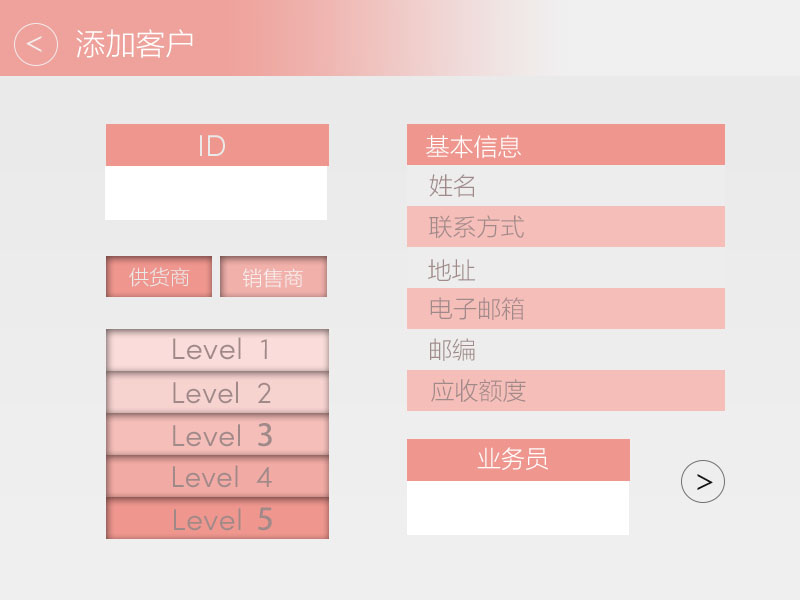 < 添加客户
ID
供货商 销售商
Level 1
Level 2
Level 3
Level 4
Level 5
基本信息
姓名
联系方式
地址
电子邮箱
邮编
应收额度
业务员
>